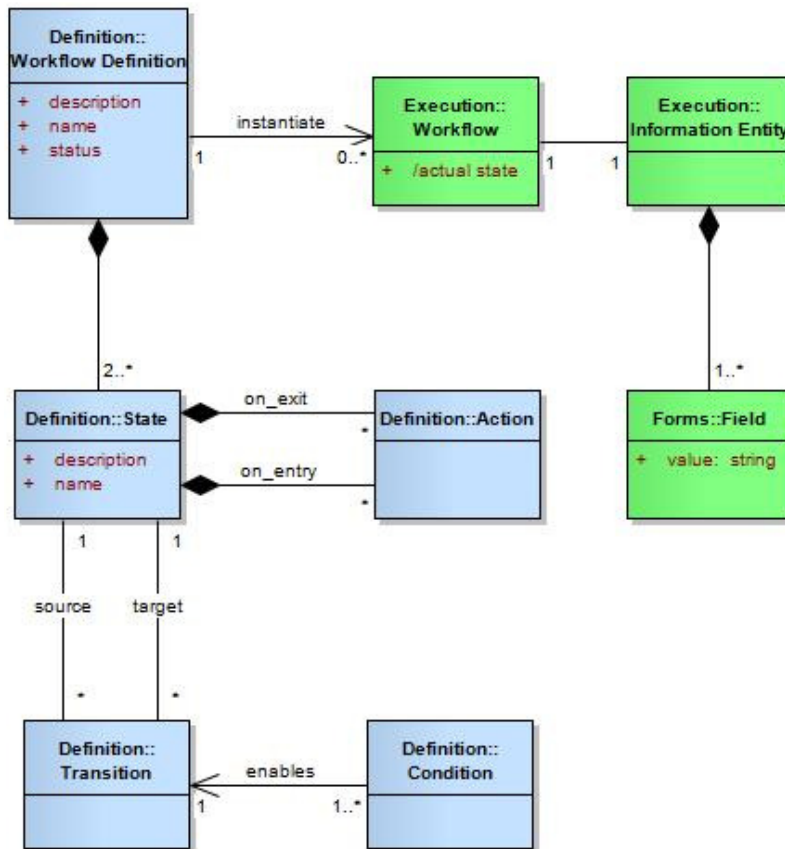 Definition::
Workflow Definition
+ description
+ name
+ status
instantiate
1
0..*
Execution::
Workflow
+ /actual state
1
1
Execution::
Information Entity
2..*
1..*
Definition::State
+ description
+ name
on_exit
*
on_entry
*
Definition::Action
Forms::Field
+ value: string
1
1
source
target
*
*
Definition::
Transition
enables
1
1..*
Definition::
Condition